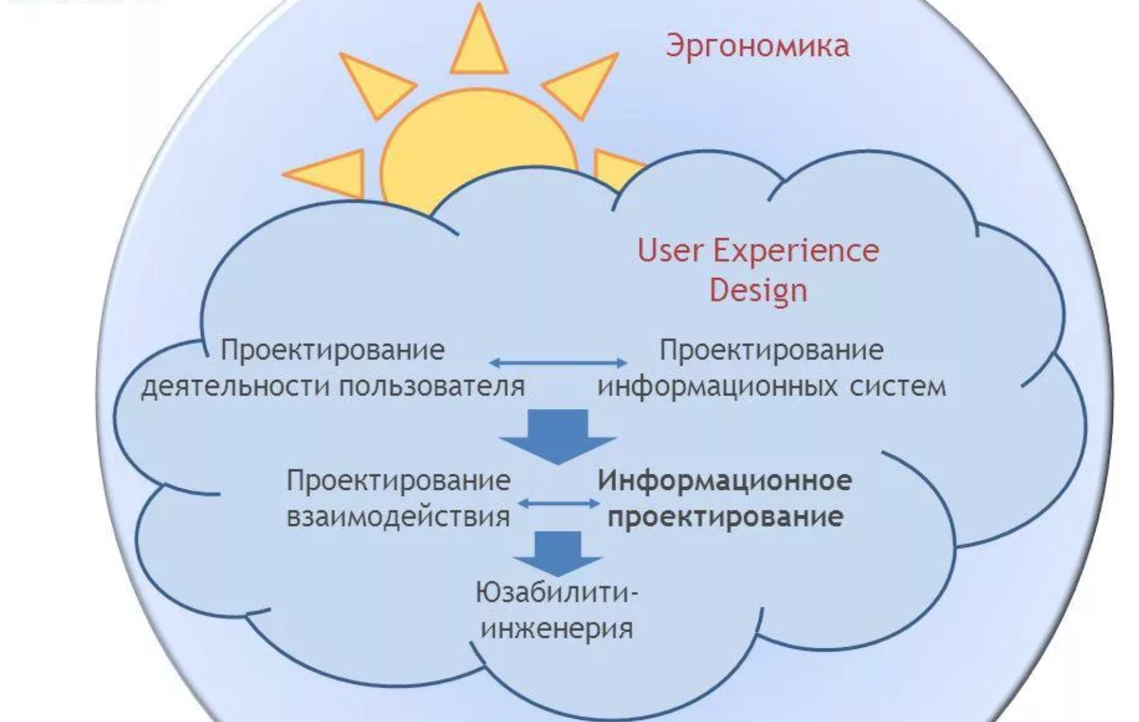 Эргономика
User Experience
Design
Проектирование
деятельности пользователя
Проектирование
информационных систем
Проектирование
взаимодействия
Информационное
проектирование
Юзабилити-
инженерия